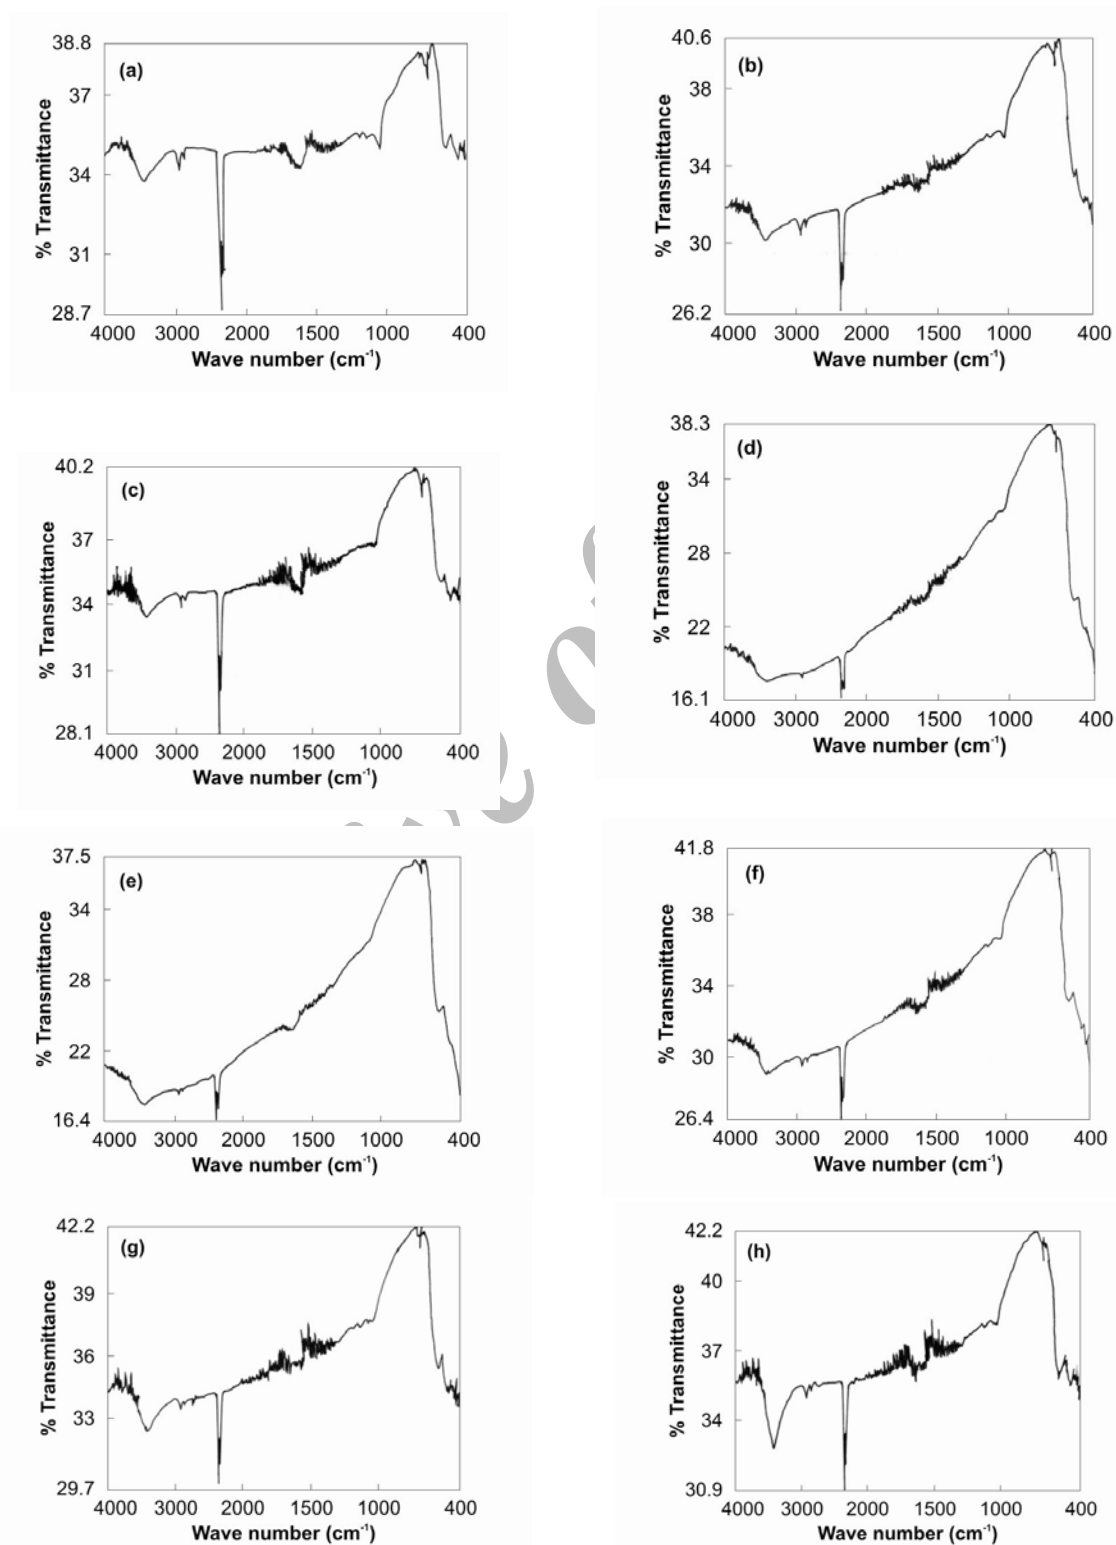 38.8
(a)
37
34
31
28.7
% Transmittance
4000 3000 2000 1500 1000 400
Wave number (cm-1)
40.6
(b)
38
34
30
26.2
% Transmittance
4000 3000 2000 1500 1000 400
Wave number (cm-1)
40.2
(c)
37
34
31
28.1
% Transmittance
4000 3000 2000 1500 1000 400
Wave number (cm-1)
38.3
(d)
34
28
22
16.1
% Transmittance
4000 3000 2000 1500 1000 400
Wave number (cm-1)
37.5
(e)
34
28
22
16.4
% Transmittance
4000 3000 2000 1500 1000 400
Wave number (cm-1)
41.8
(f)
38
34
30
26.4
% Transmittance
4000 3000 2000 1500 1000 400
Wave number (cm-1)
42.2
(g)
39
36
33
29.7
% Transmittance
4000 3000 2000 1500 1000 400
Wave number (cm-1)
42.2
(h)
40
37
34
30.9
% Transmittance
4000 3000 2000 1500 1000 400
Wave number (cm-1)